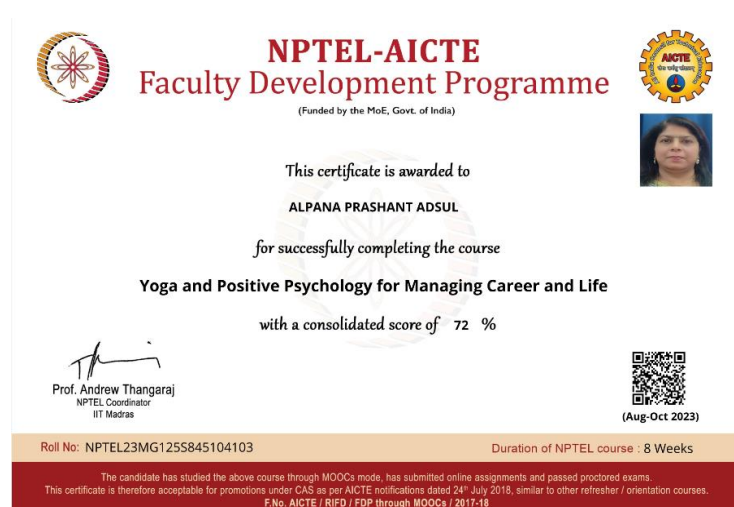 NPTEL-AICTE
Faculty Development Programme
(Funded by the MoE, Govt. of India)
AICTE
This certificate is awarded to
ALPANA PRASHANT ADSUL
for successfully completing the course
Yoga and Positive Psychology for Managing Career and Life
with a consolidated score of 72 %
Prof. Andrew Thangaraj
NPTEL Coordinator
IIT Madras
(Aug-Oct 2023)
Roll No: NPTEL23MG125S845104103
Duration of NPTEL course : 8 Weeks
The candidate has studied the above course through MOOCs mode, has submitted online assignments and passed proctored exams.
This certificate is therefore acceptable for promotions under CAS as per AICTE notifications dated 24th July 2018, similar to other refresher / orientation courses.
F.No. AICTE / RIFD / FDP through MOOCs / 2017-18